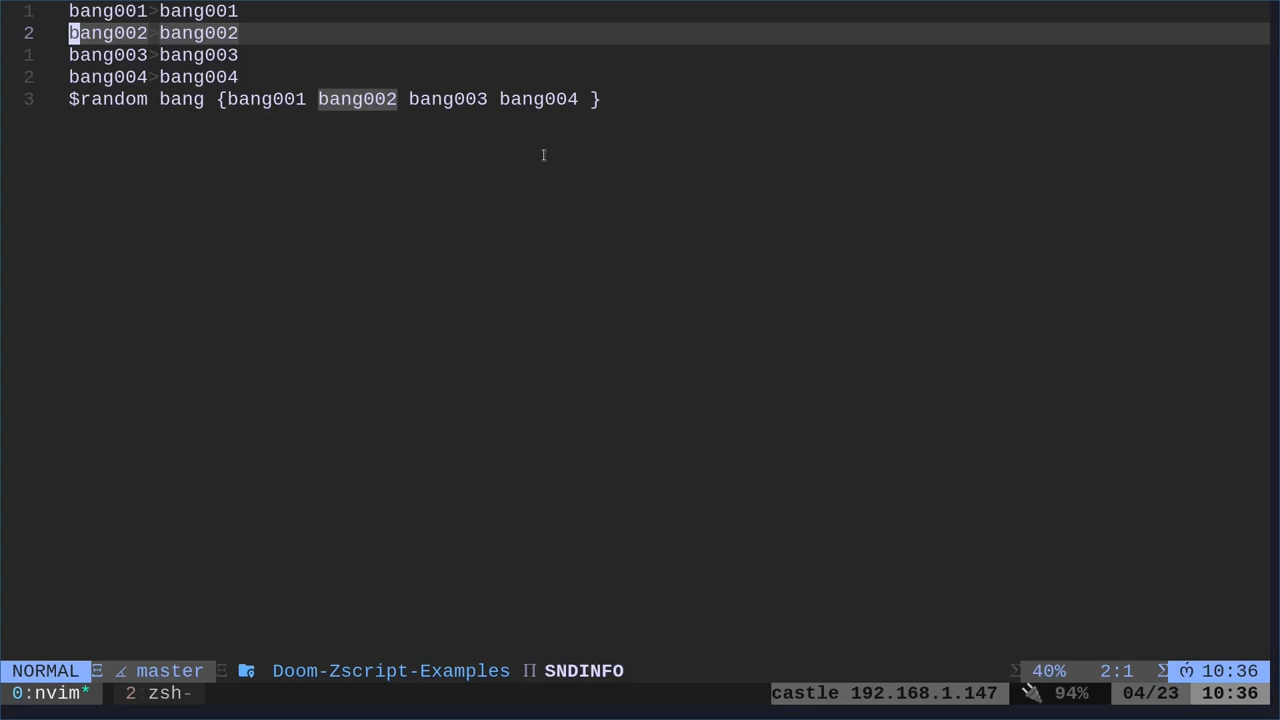 1 bang001>bang001
2 bang002>bang002
1 bang003>bang003
2 bang004>bang004
3 $random bang {bang001 bang002 bang003 bang004 }
NORMAL master Doom-Zscript-Examples SNDINFO 40% 2:1 10:36
0:nvim* 2 zsh- castle 192.168.1.147 94% 04/23 10:36